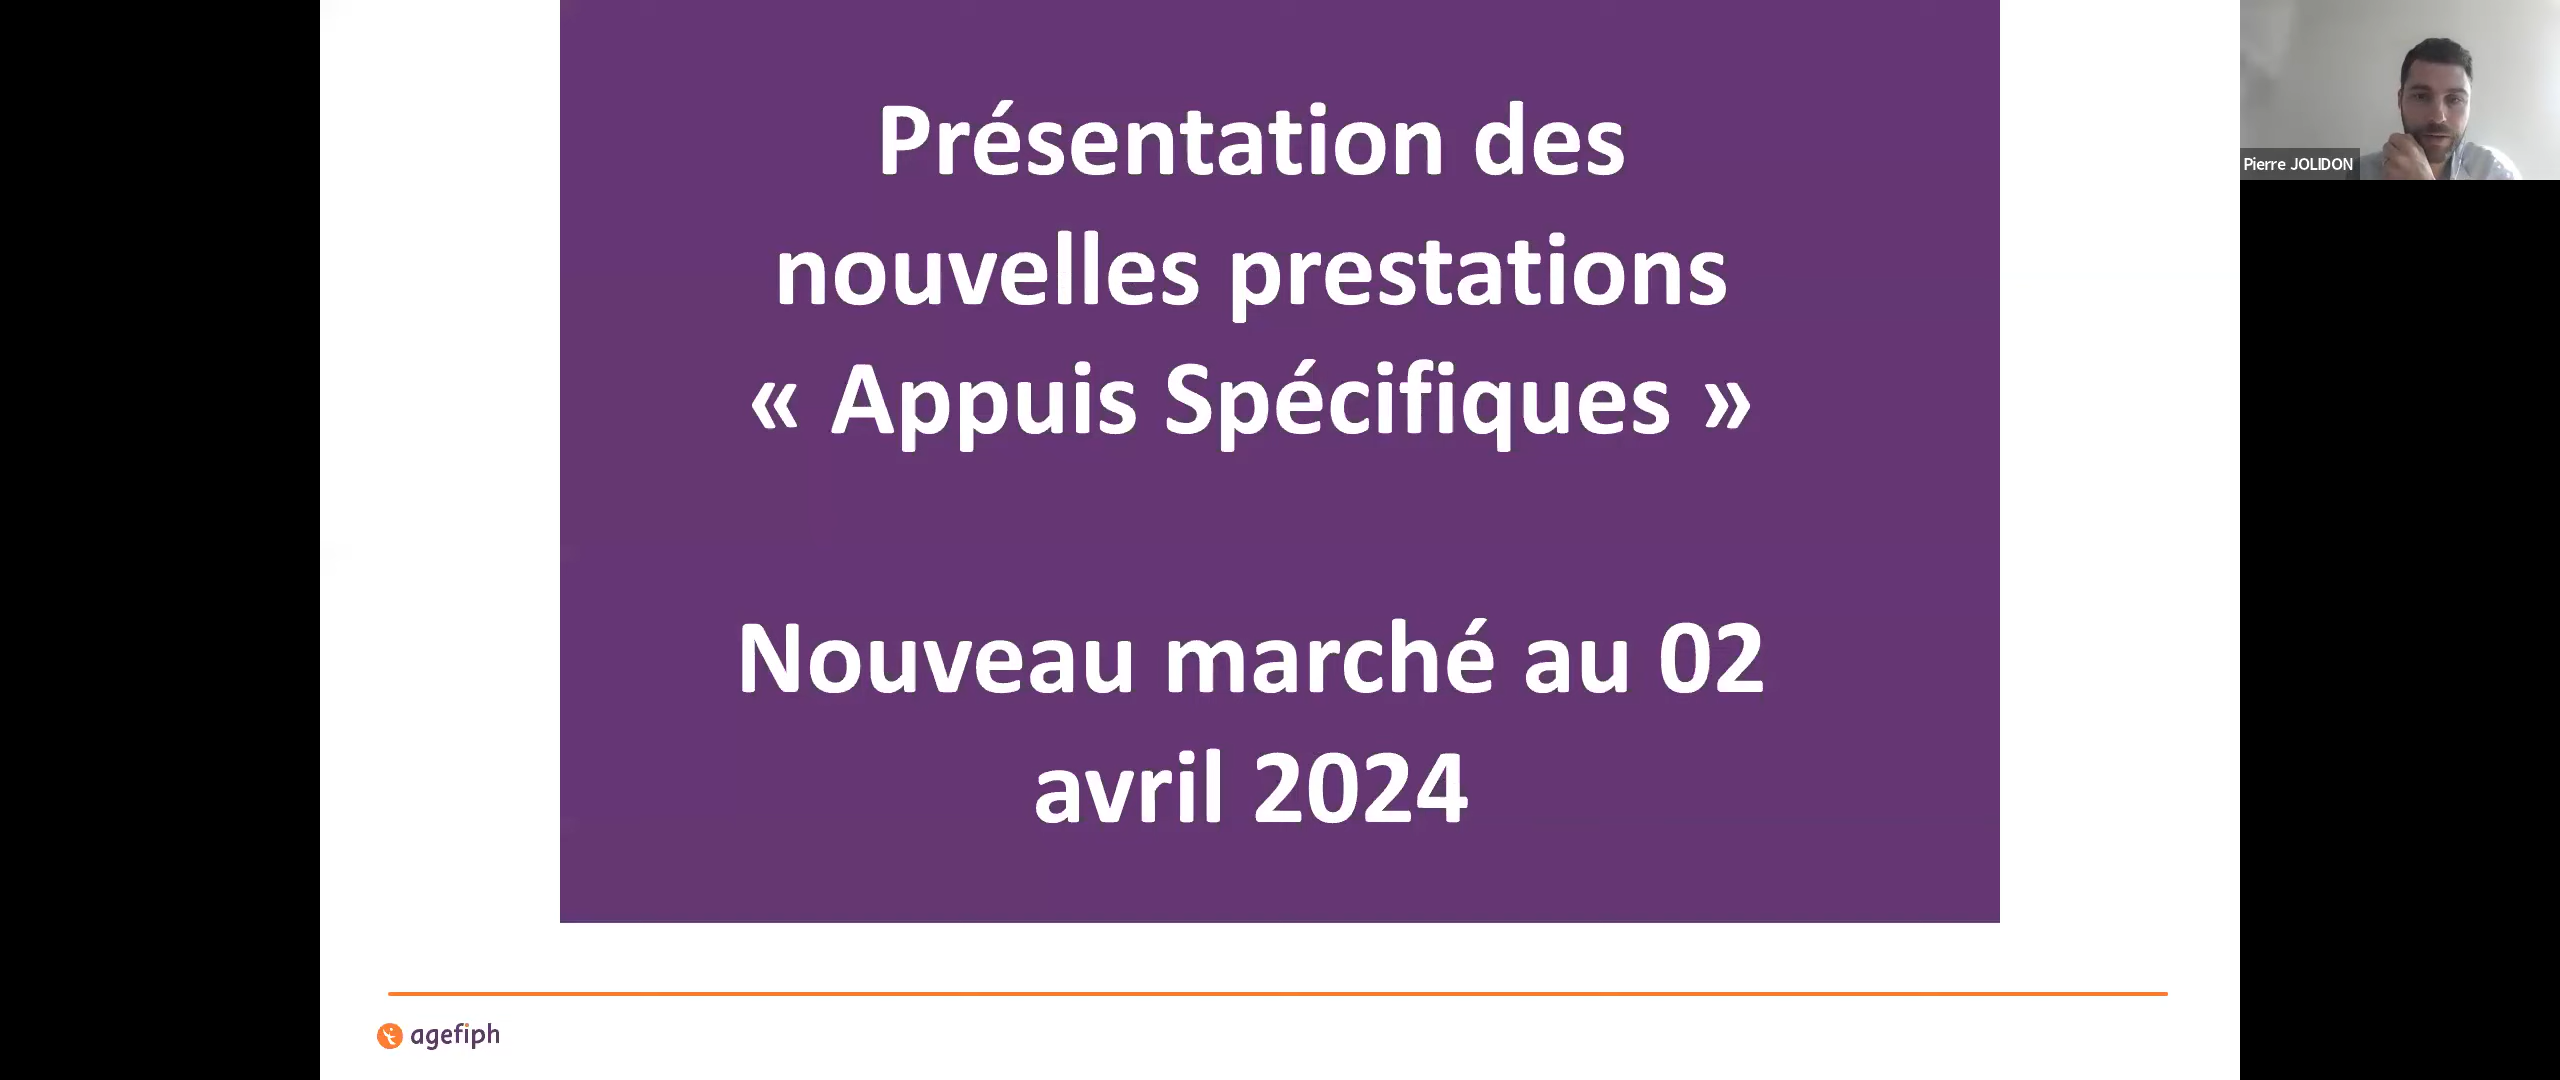 Présentation des
nouvelles prestations
« Appuis Spécifiques »
Nouveau marché au 02
avril 2024
Pierre JOLIDON
agefiph